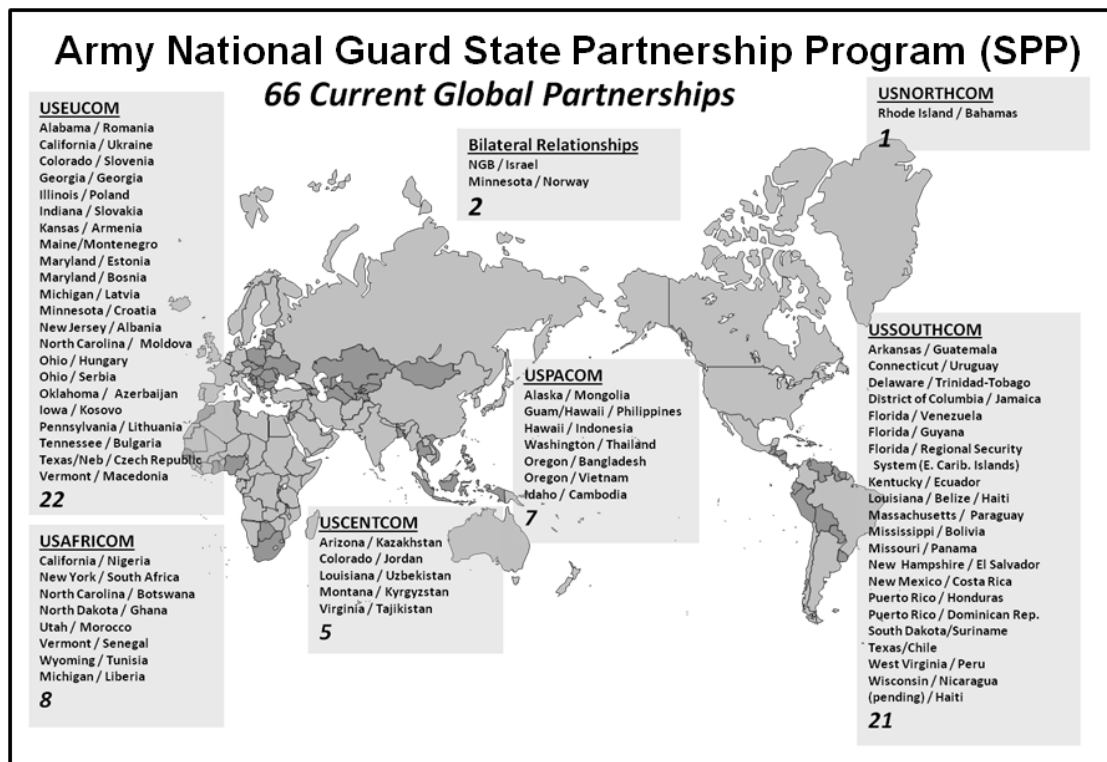 Army National Guard State Partnership Program (SPP)
66 Current Global Partnerships
USEUCOM
Alabama / Romania
California / Ukraine
Colorado / Slovenia
Georgia / Georgia
Illinois / Poland
Indiana / Slovakia
Kansas / Armenia
Maine/Montenegro
Maryland / Estonia
Maryland / Bosnia
Michigan / Latvia
Minnesota / Croatia
New Jersey / Albania
North Carolina / Moldova
Ohio / Hungary
Ohio / Serbia
Oklahoma / Azerbaijan
Iowa / Kosovo
Pennsylvania / Lithuania
Tennessee / Bulgaria
Texas/Neb / Czech Republic
Vermont / Macedonia
22
USAFRICOM
California / Nigeria
New York / South Africa
North Carolina / Botswana
North Dakota / Ghana
Utah / Morocco
Vermont / Senegal
Wyoming / Tunisia
Michigan / Liberia
8
Bilateral Relationships
NGB / Israel
Minnesota / Norway
2
USCENTCOM
Arizona / Kazakhstan
Colorado / Jordan
Louisiana / Uzbekistan
Montana / Kyrgyzstan
Virginia / Tajikistan
5
USPACOM
Alaska / Mongolia
Guam/Hawaii / Philippines
Hawaii / Indonesia
Washington / Thailand
Oregon / Bangladesh
Oregon / Vietnam
Idaho / Cambodia
7
USNORTHCOM
Rhode Island / Bahamas
1
USSOUTHCOM
Arkansas / Guatemala
Connecticut / Uruguay
Delaware / Trinidad-Tobago
District of Columbia / Jamaica
Florida / Venezuela
Florida / Guyana
Florida / Regional Security
System (E. Carib. Islands)
Kentucky / Ecuador
Louisiana / Belize / Haiti
Massachusetts / Paraguay
Mississippi / Bolivia
Missouri / Panama
New Hampshire / El Salvador
New Mexico / Costa Rica
Puerto Rico / Honduras
Puerto Rico / Dominican Rep.
South Dakota/Suriname
Texas/Chile
West Virginia / Peru
Wisconsin / Nicaragua
(pending) / Haiti
21